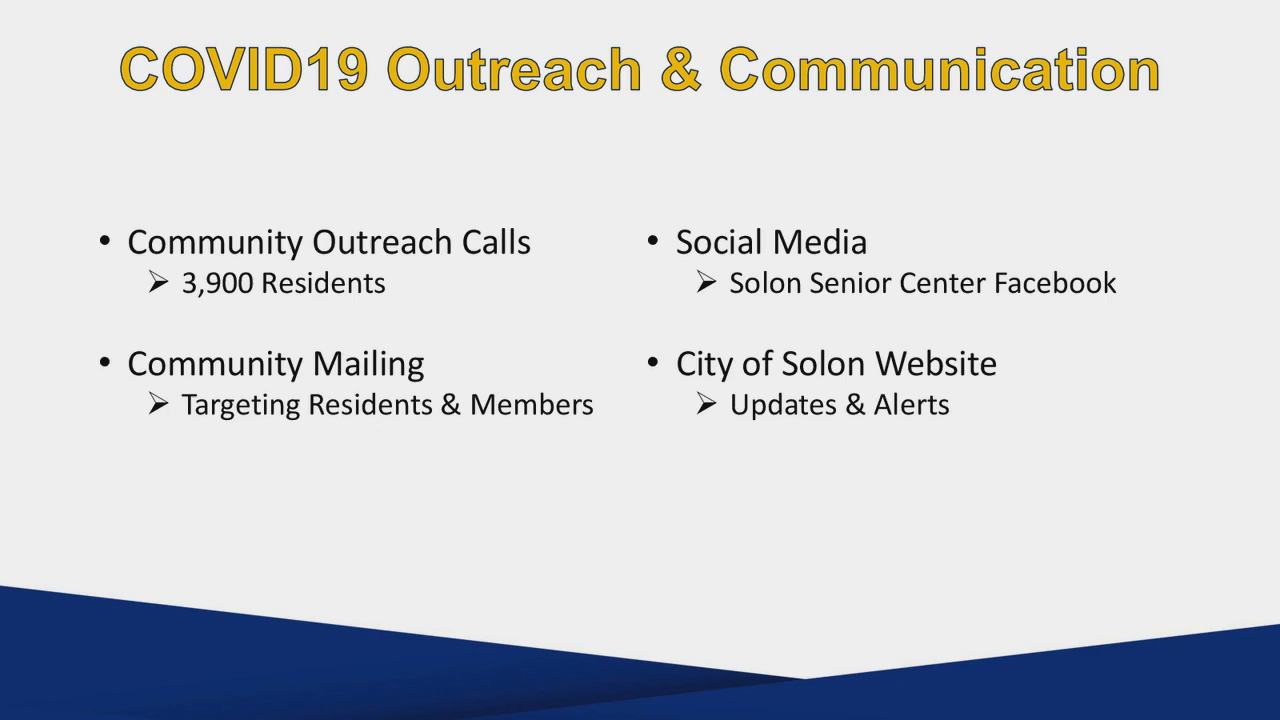 COVID19 Outreach & Communication
• Community Outreach Calls
➢ 3,900 Residents
• Community Mailing
➢ Targeting Residents & Members
• Social Media
➢ Solon Senior Center Facebook
• City of Solon Website
➢ Updates & Alerts